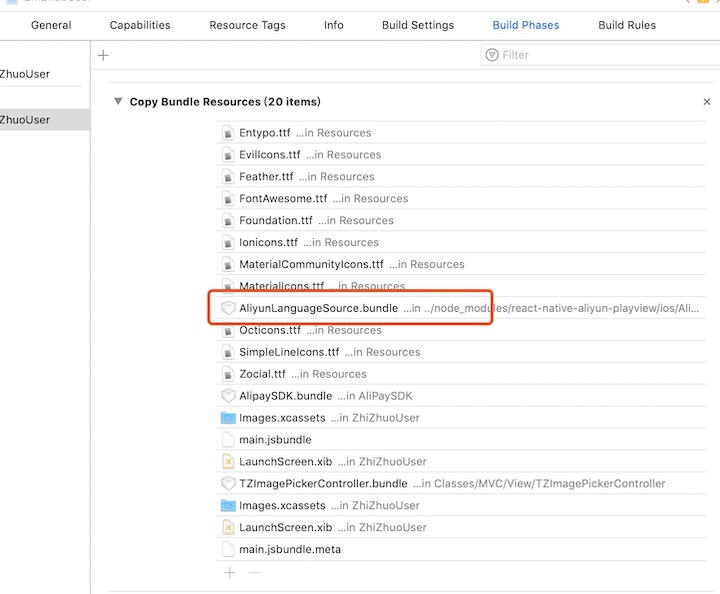 General Capabilities Resource Tags Info Build Settings Build Phases Build Rules
Filter
ZhuoUser
ZhuoUser
Copy Bundle Resources (20 items)
Entypo.ttf ...in Resources
EvilIcons.ttf ...in Resources
Feather.ttf ...in Resources
FontAwesome.ttf ...in Resources
Foundation.ttf ...in Resources
Ionicons.ttf ...in Resources
MaterialCommunityIcons.ttf ...in Resources
MaterialIcons.ttf ...in Resources
AliyunLanguageSource.bundle ...in ../node_modules/react-native-aliyun-playview/ios/Ali...
Octicons.ttf ...in Resources
SimpleLineIcons.ttf ...in Resources
Zocial.ttf ...in Resources
AlipaySDK.bundle ...in AliPaySDK
Images.xcassets ...in ZhiZhuoUser
main.jsbundle
LaunchScreen.xib ...in ZhiZhuoUser
TZImagePickerController.bundle ...in Classes/MVC/View/TZImagePickerController
Images.xcassets ...in ZhiZhuoUser
LaunchScreen.xib ...in ZhiZhuoUser
main.jsbundle.meta